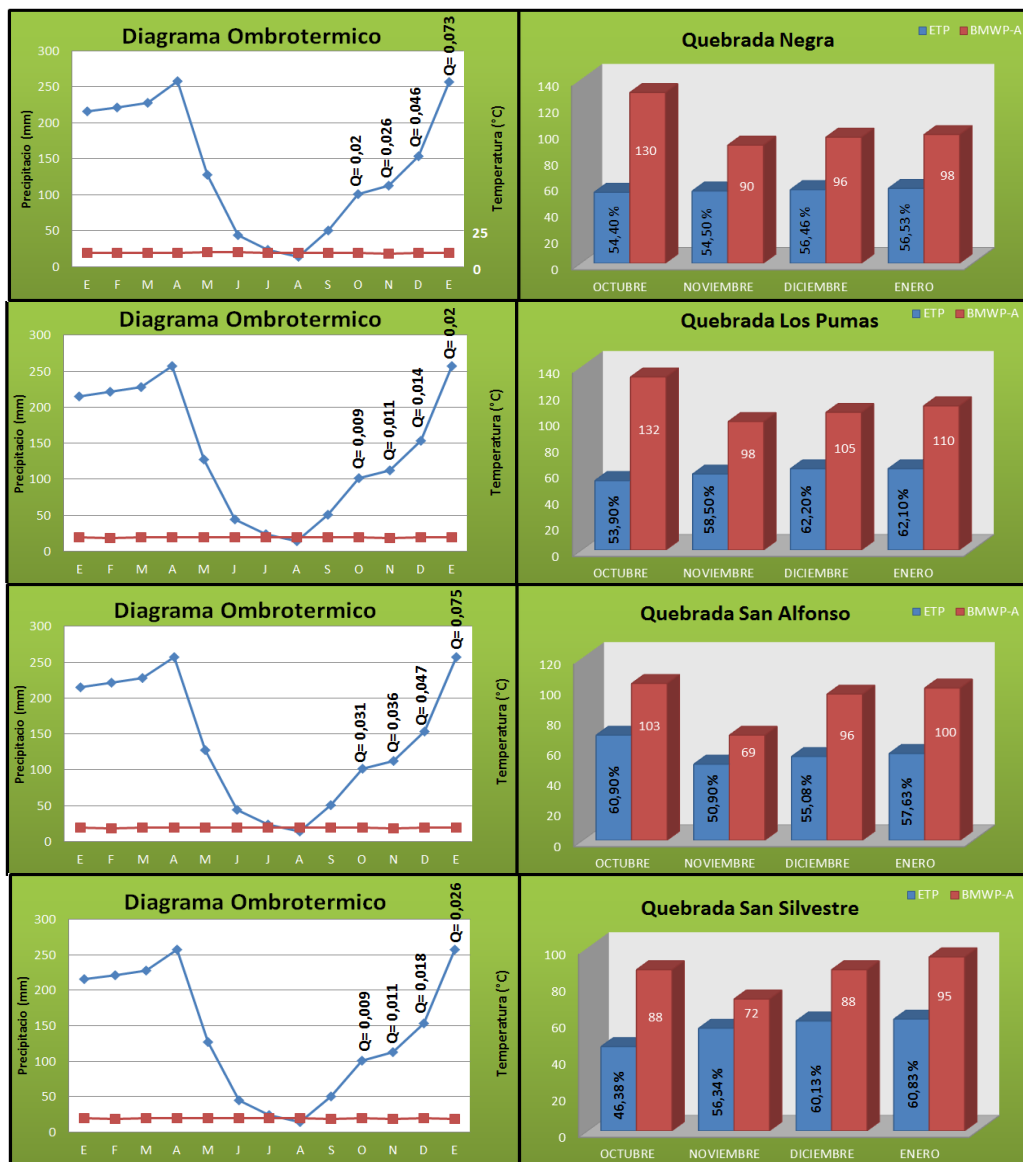 Diagrama Ombrotermico
Precipitacio (mm)
300
250
200
150
100
50
0
E F M A M J J A S O N D E
Q= 0,02
Q= 0,026
Q= 0,046
Q= 0,073
Temperatura (°C)
25
0
Quebrada Negra
ETP BMWP-A
140
120
100
80
60
40
20
0
54,40%
130
54,50%
90
56,46%
96
56,53%
98
OCTUBRE NOVIEMBRE DICIEMBRE ENERO
Diagrama Ombrotermico
Precipitacio (mm)
300
250
200
150
100
50
0
E F M A M J J A S O N D E
Q= 0,009
Q= 0,011
Q= 0,014
Q= 0,02
Temperatura (°C)
Quebrada Los Pumas
ETP BMWP-A
140
120
100
80
60
40
20
0
53,90%
132
58,50%
98
62,20%
105
62,10%
110
OCTUBRE NOVIEMBRE DICIEMBRE ENERO
Diagrama Ombrotermico
Precipitacio (mm)
300
250
200
150
100
50
0
E F M A M J J A S O N D E
Q= 0,031
Q= 0,036
Q= 0,047
Q= 0,075
Temperatura (°C)
Quebrada San Alfonso
ETP BMWP-A
120
100
80
60
40
20
0
60,90%
103
50,90%
69
55,08%
96
57,63%
100
OCTUBRE NOVIEMBRE DICIEMBRE ENERO
Diagrama Ombrotermico
Precipitacio (mm)
300
250
200
150
100
50
0
E F M A M J J A S O N D E
Q= 0,009
Q= 0,011
Q= 0,018
Q= 0,026
Temperatura (°C)
Quebrada San Silvestre
ETP BMWP-A
100
80
60
40
20
0
46,38%
88
56,34%
72
60,13%
88
60,83%
95
OCTUBRE NOVIEMBRE DICIEMBRE ENERO